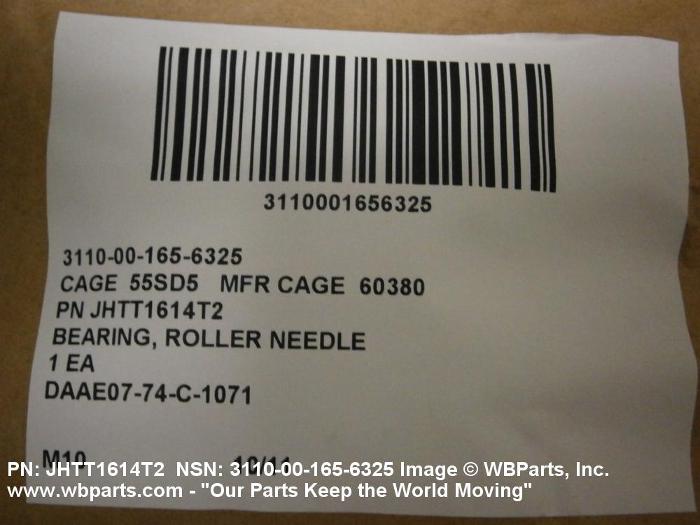 3110001656325
3110-00-165-6325
CAGE 55SD5 MFR CAGE 60380
PN JHTT1614T2
BEARING, ROLLER NEEDLE
1 EA
DAAE07-74-C-1071
M10 10/11
PN: JHTT1614T2 NSN: 3110-00-165-6325 Image © WBParts, Inc.
www.wbparts.com - "Our Parts Keep the World Moving"